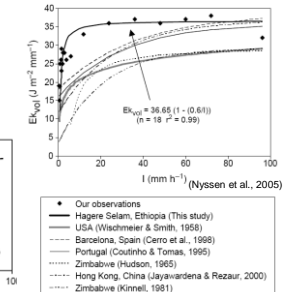 40
35
30
25
20
15
10
5
0
Ek_vol (J m⁻² mm⁻¹)
Ek_vol = 36.65 (1 - (0.6/I))
(n = 18 r² = 0.99)
0 20 40 60 80 100
I (mm h⁻¹)
(Nyssen et al., 2005)
Our observations
Hagere Selam, Ethiopia (This study)
USA (Wischmeier & Smith, 1958)
Barcelona, Spain (Cerro et al., 1998)
Portugal (Coutinho & Tomas, 1995)
Zimbabwe (Hudson, 1965)
Hong Kong, China (Jayawardena & Rezaur, 2000)
Zimbabwe (Kinnell, 1981)